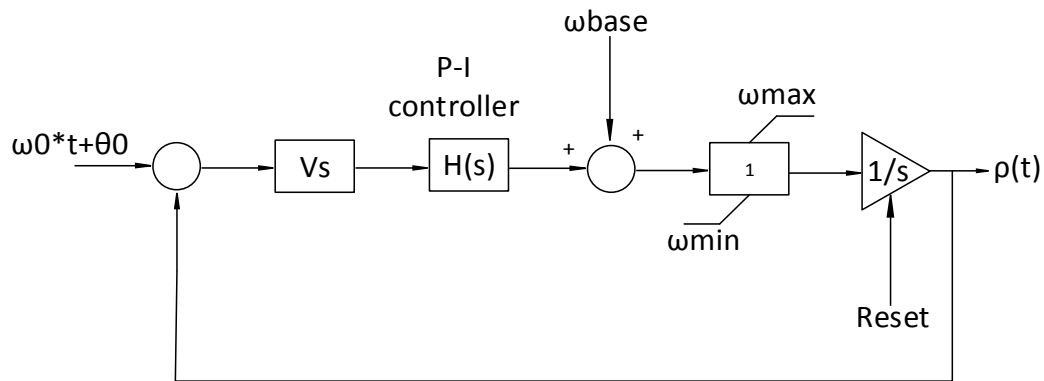 ωbase
P-I
controller
ωmax
ω0*t+θ0
Vs
H(s)
+
+
1
1/s
ρ(t)
ωmin
Reset